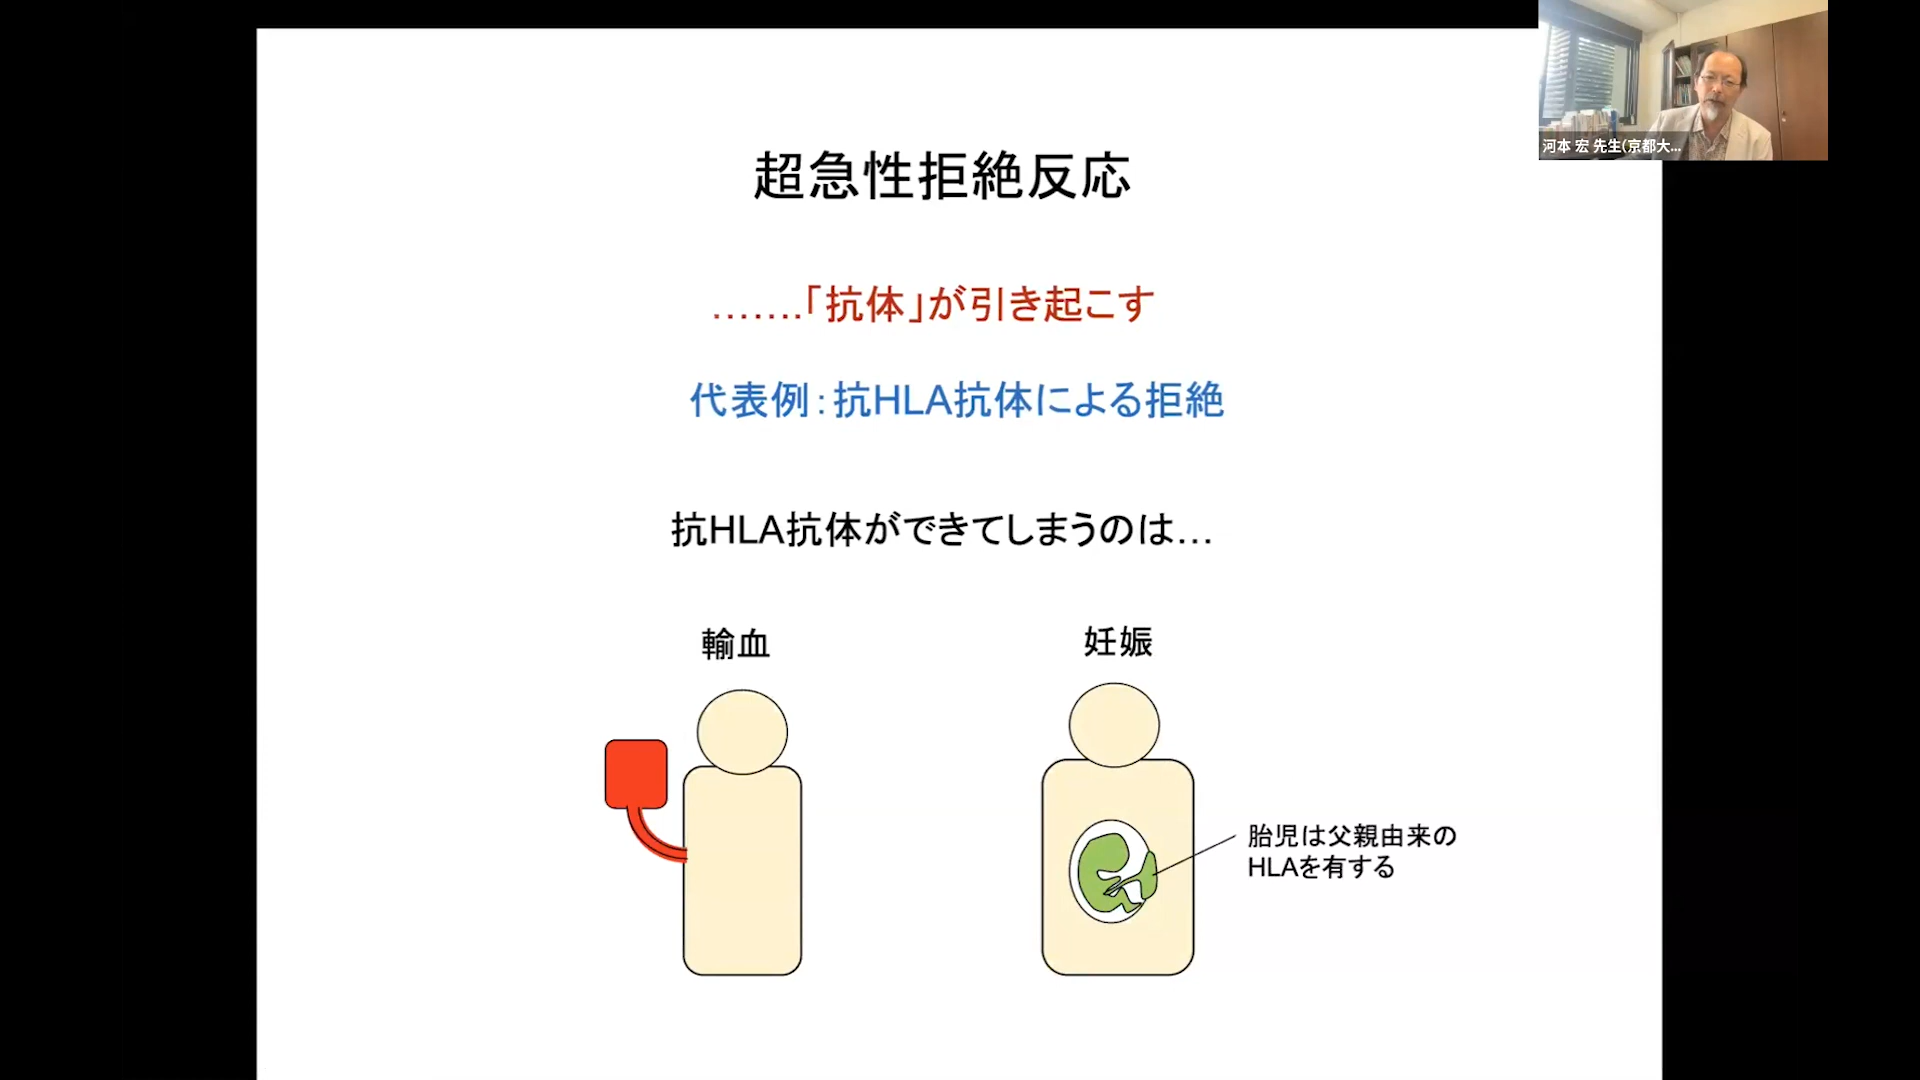 河本 宏 先生(京都大...
超急性拒絶反応
.......「抗体」が引き起こす
代表例：抗HLA抗体による拒絶
抗HLA抗体ができてしまうのは...
輸血
妊娠
胎児は父親由来の
HLAを有する